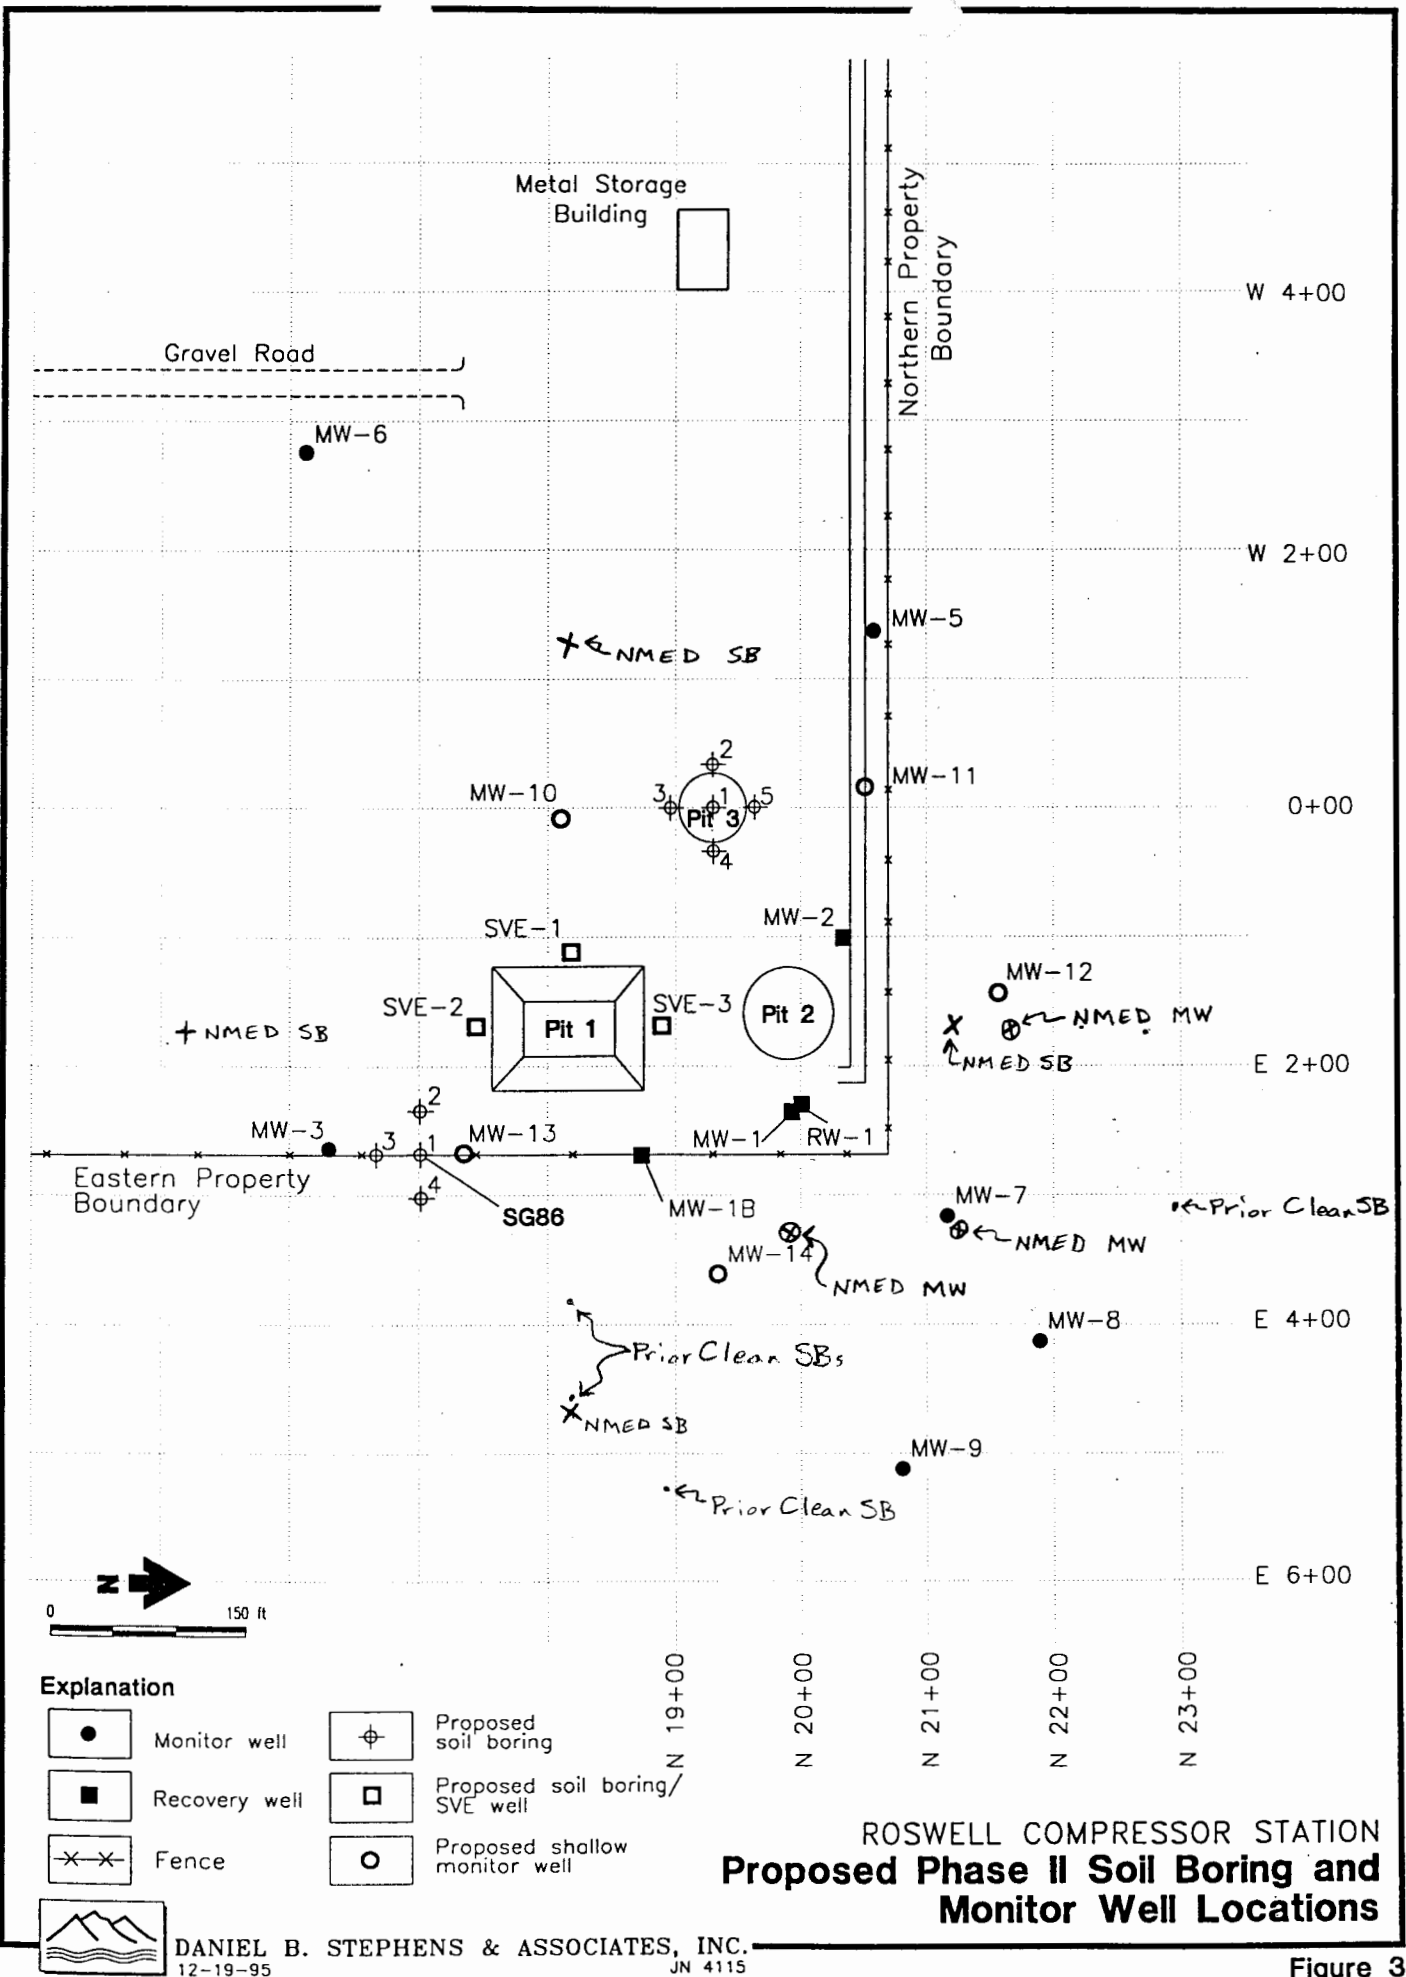 Metal Storage
Building
Northern Property
Boundary
W 4+00
Gravel Road
MW-6
W 2+00
MW-5
NMED SB
2
MW-11
MW-10
3
1
5
0+00
Pit 3
4
MW-2
SVE-1
MW-12
SVE-2
SVE-3
Pit 1
Pit 2
NMED MW
NMED SB
NMED SB
E 2+00
2
MW-3
3
1
MW-13
MW-1
RW-1
Eastern Property
Boundary
4
SG86
MW-1B
MW-7
Prior Clean SB
NMED MW
MW-14
NMED MW
MW-8
E 4+00
Prior Clean SBs
NMED SB
MW-9
Prior Clean SB
E 6+00
N
0
150 ft
N 19+00
N 20+00
N 21+00
N 22+00
N 23+00
Explanation
Monitor well
Proposed
soil boring
Recovery well
Proposed soil boring/
SVE well
Fence
Proposed shallow
monitor well
ROSWELL COMPRESSOR STATION
Proposed Phase II Soil Boring and
Monitor Well Locations
DANIEL B. STEPHENS & ASSOCIATES, INC.
12-19-95
JN 4115
Figure 3